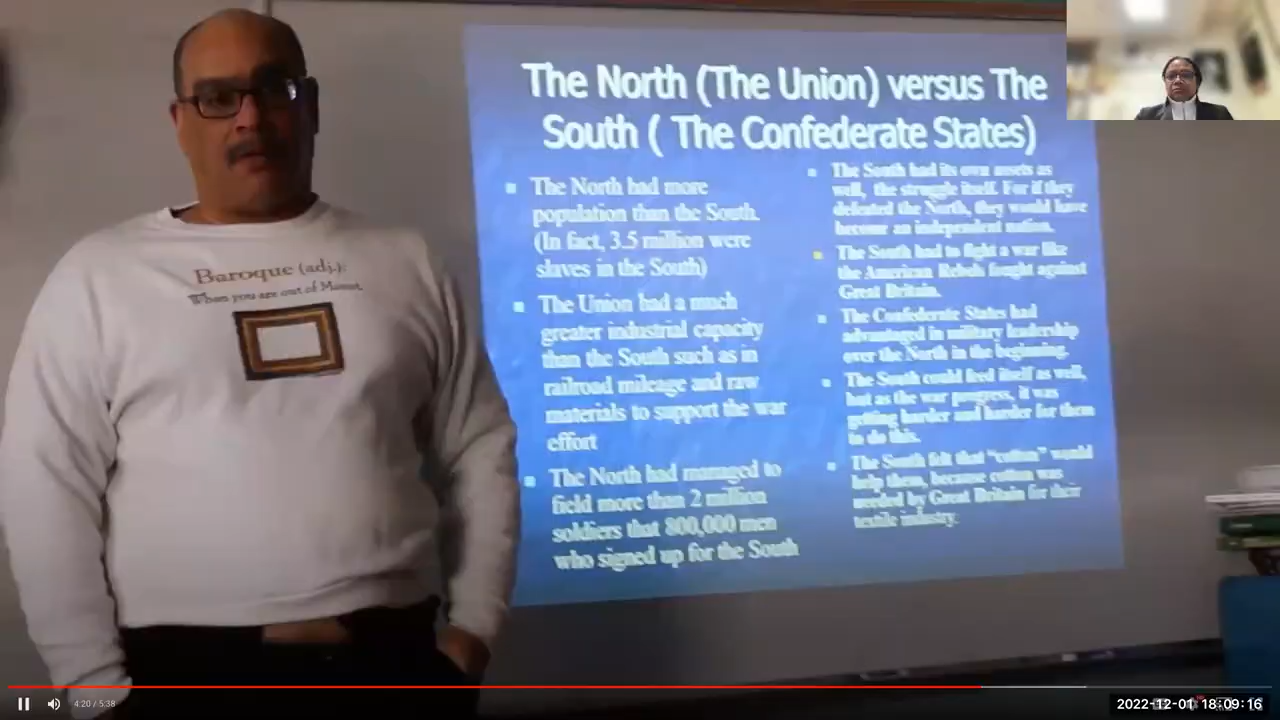 The North (The Union) versus The
South ( The Confederate States)
The North had more
population than the South.
(In fact, 3.5 million were
slaves in the South)
The Union had a much
greater industrial capacity
than the South such as in
railroad mileage and raw
materials to support the war
effort
The North had managed to
field more than 2 million
soldiers that 800,000 men
who signed up for the South
The South had its own assets as
well, the struggle itself. For if they
defeated the North, they would have
become an independent nation.
The South had to fight a war like
the American Rebels fought against
Great Britain.
The Confederate States had
advantaged in military leadership
over the North in the beginning.
The South could feed itself as well,
but as the war progress, it was
getting harder and harder for them
to do this.
The South felt that "cotton" would
help them, because cotton was
needed by Great Britain for their
textile industry.
Baroque (adj.):
When you are out of Monet.
4:20 / 5:38
2022-12-01 18:09:16